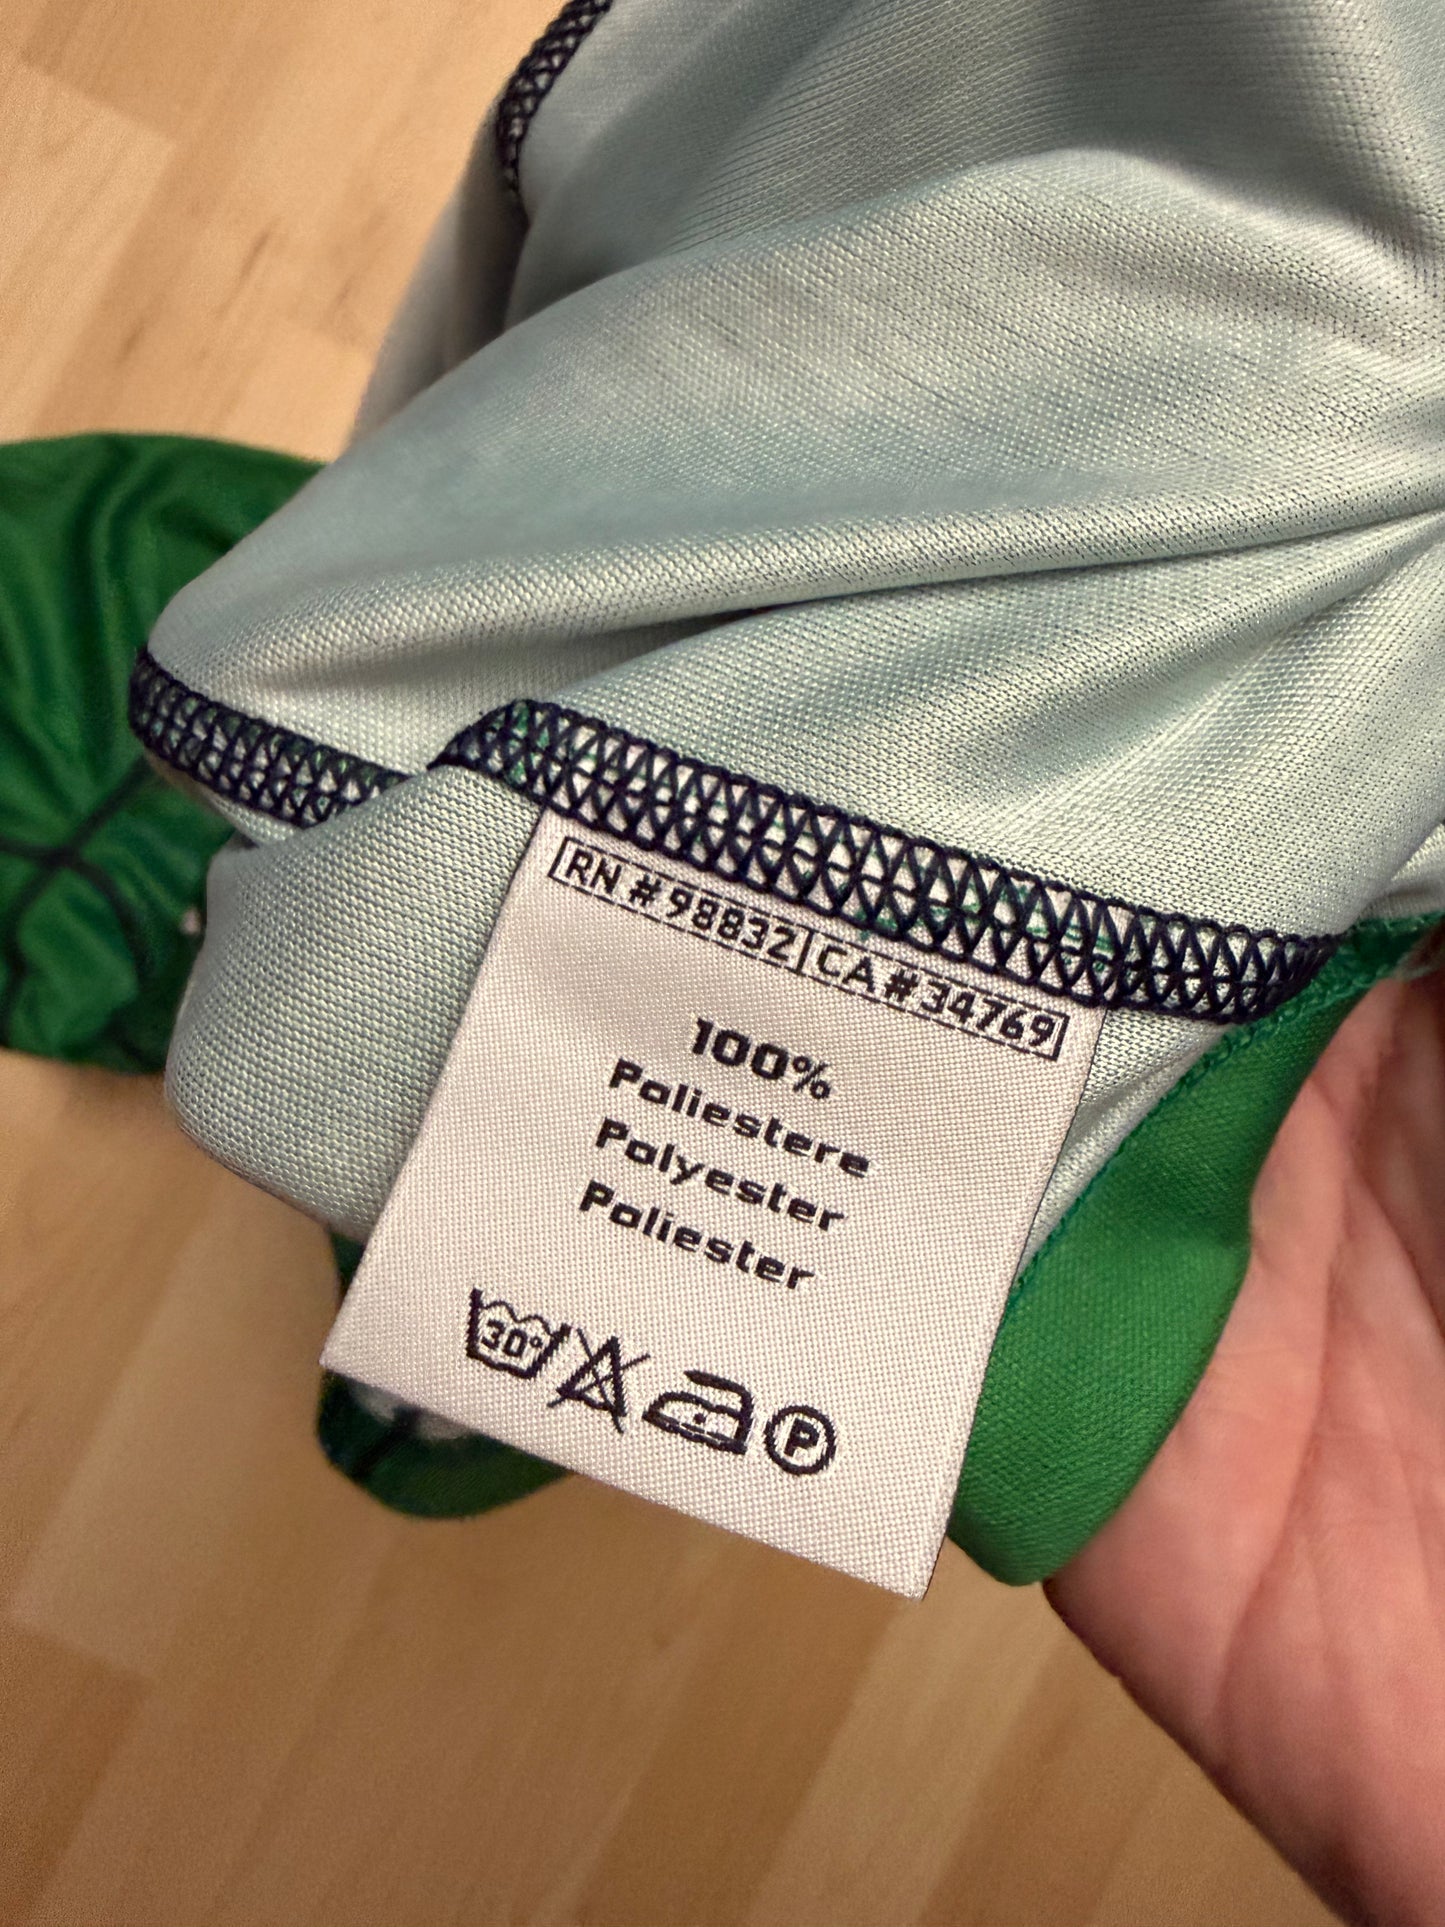 RN # 98832 CA # 34769
100%
Poliestere
Polyester
Poliester
30°
P